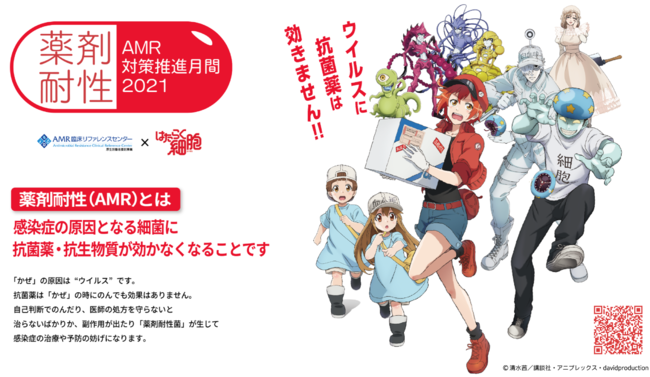 薬剤
耐性
AMR
対策推進月間
2021
AMR臨床リファレンスセンター
×
はたらく細胞
ウイルスに
抗菌薬は
効きません!!
細胞
薬剤耐性(AMR)とは
感染症の原因となる細菌に
抗菌薬・抗生物質が効かなくなることです
「かぜ」の原因は“ウイルス”です。
抗菌薬は「かぜ」の時にのんでも効果はありません。
自己判断でのんだり、医師の処方を守らないと
治らないばかりか、副作用が出たり「薬剤耐性菌」が生じて
感染症の治療や予防の妨げになります。
© 清水茜／講談社・アニプレックス・davidproduction